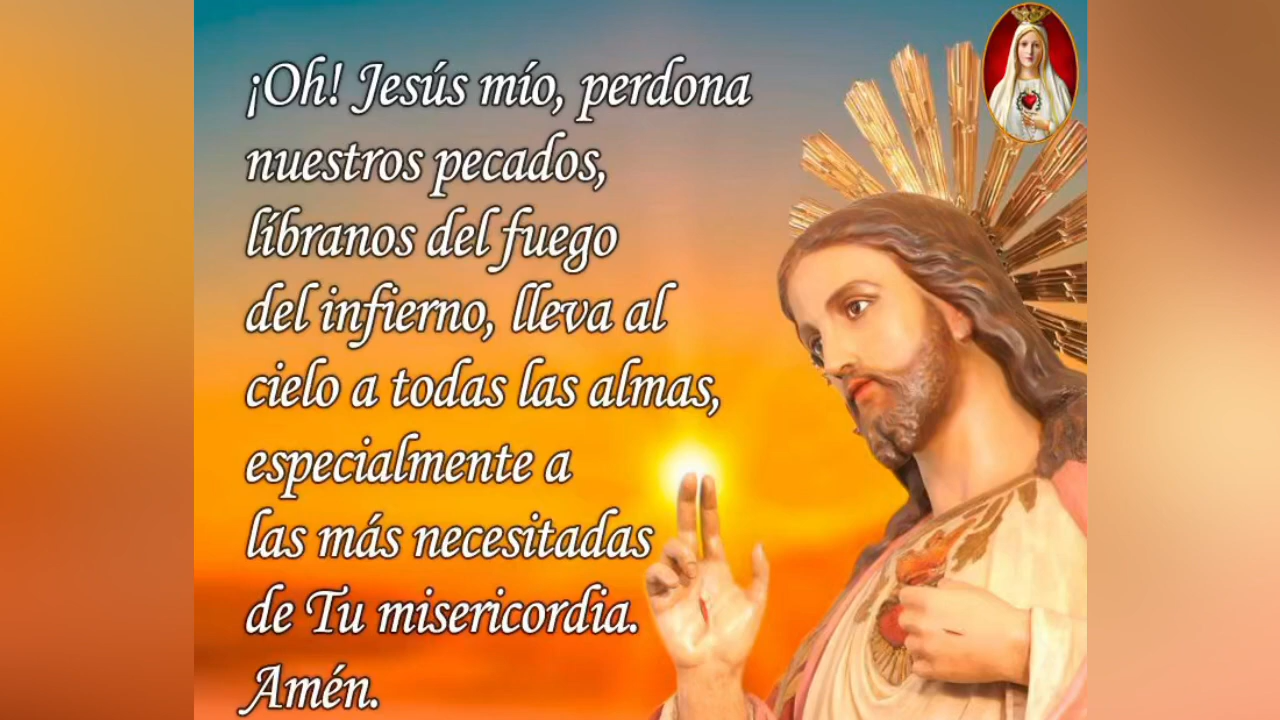 ¡Oh! Jesús mío, perdona
nuestros pecados,
líbranos del fuego
del infierno, lleva al
cielo a todas las almas,
especialmente a
las más necesitadas
de Tu misericordia.
Amén.